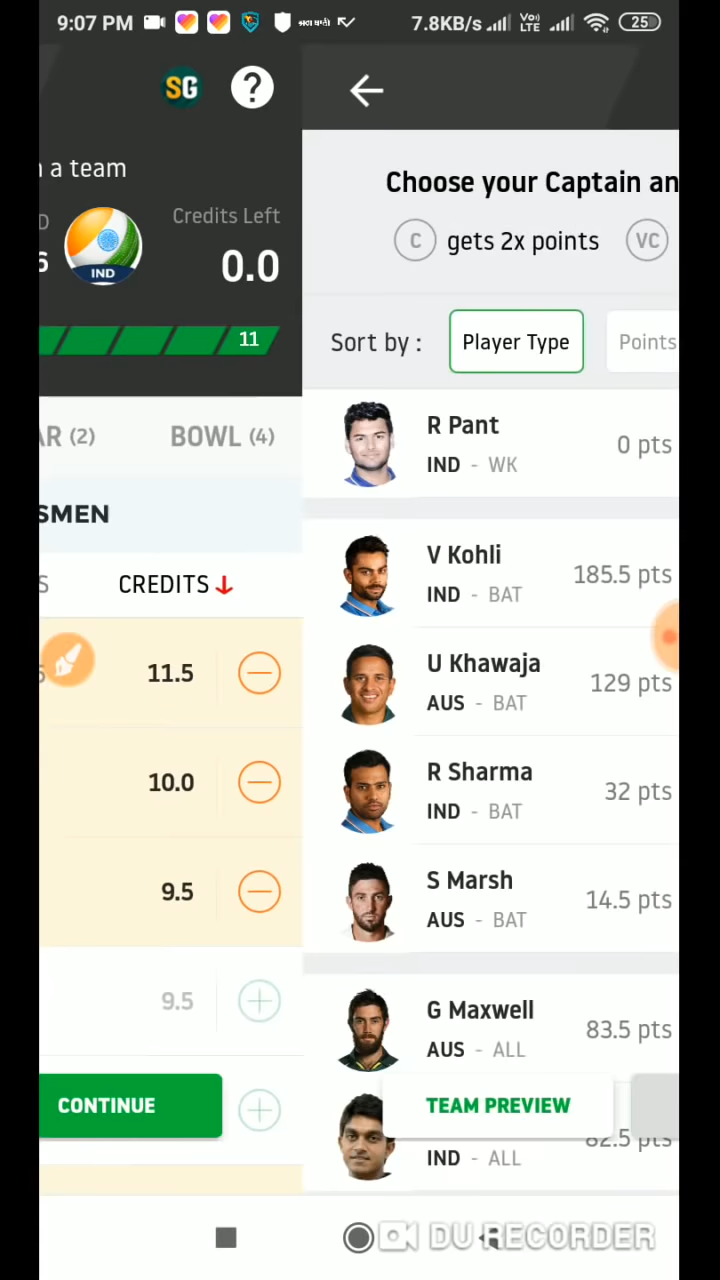 9:07 PM 7.8KB/s Vo) LTE 25
SG ?
a team
Credits Left
D
6 IND 0.0
11
AR (2) BOWL (4)
SMEN
S CREDITS
11.5
10.0
9.5
9.5
CONTINUE
Choose your Captain an
C gets 2x points VC
Sort by : Player Type Points
R Pant
IND - WK 0 pts
V Kohli
IND - BAT 185.5 pts
U Khawaja
AUS - BAT 129 pts
R Sharma
IND - BAT 32 pts
S Marsh
AUS - BAT 14.5 pts
G Maxwell
AUS - ALL 83.5 pts
TEAM PREVIEW
82.5 pts
IND - ALL
DU RECORDER